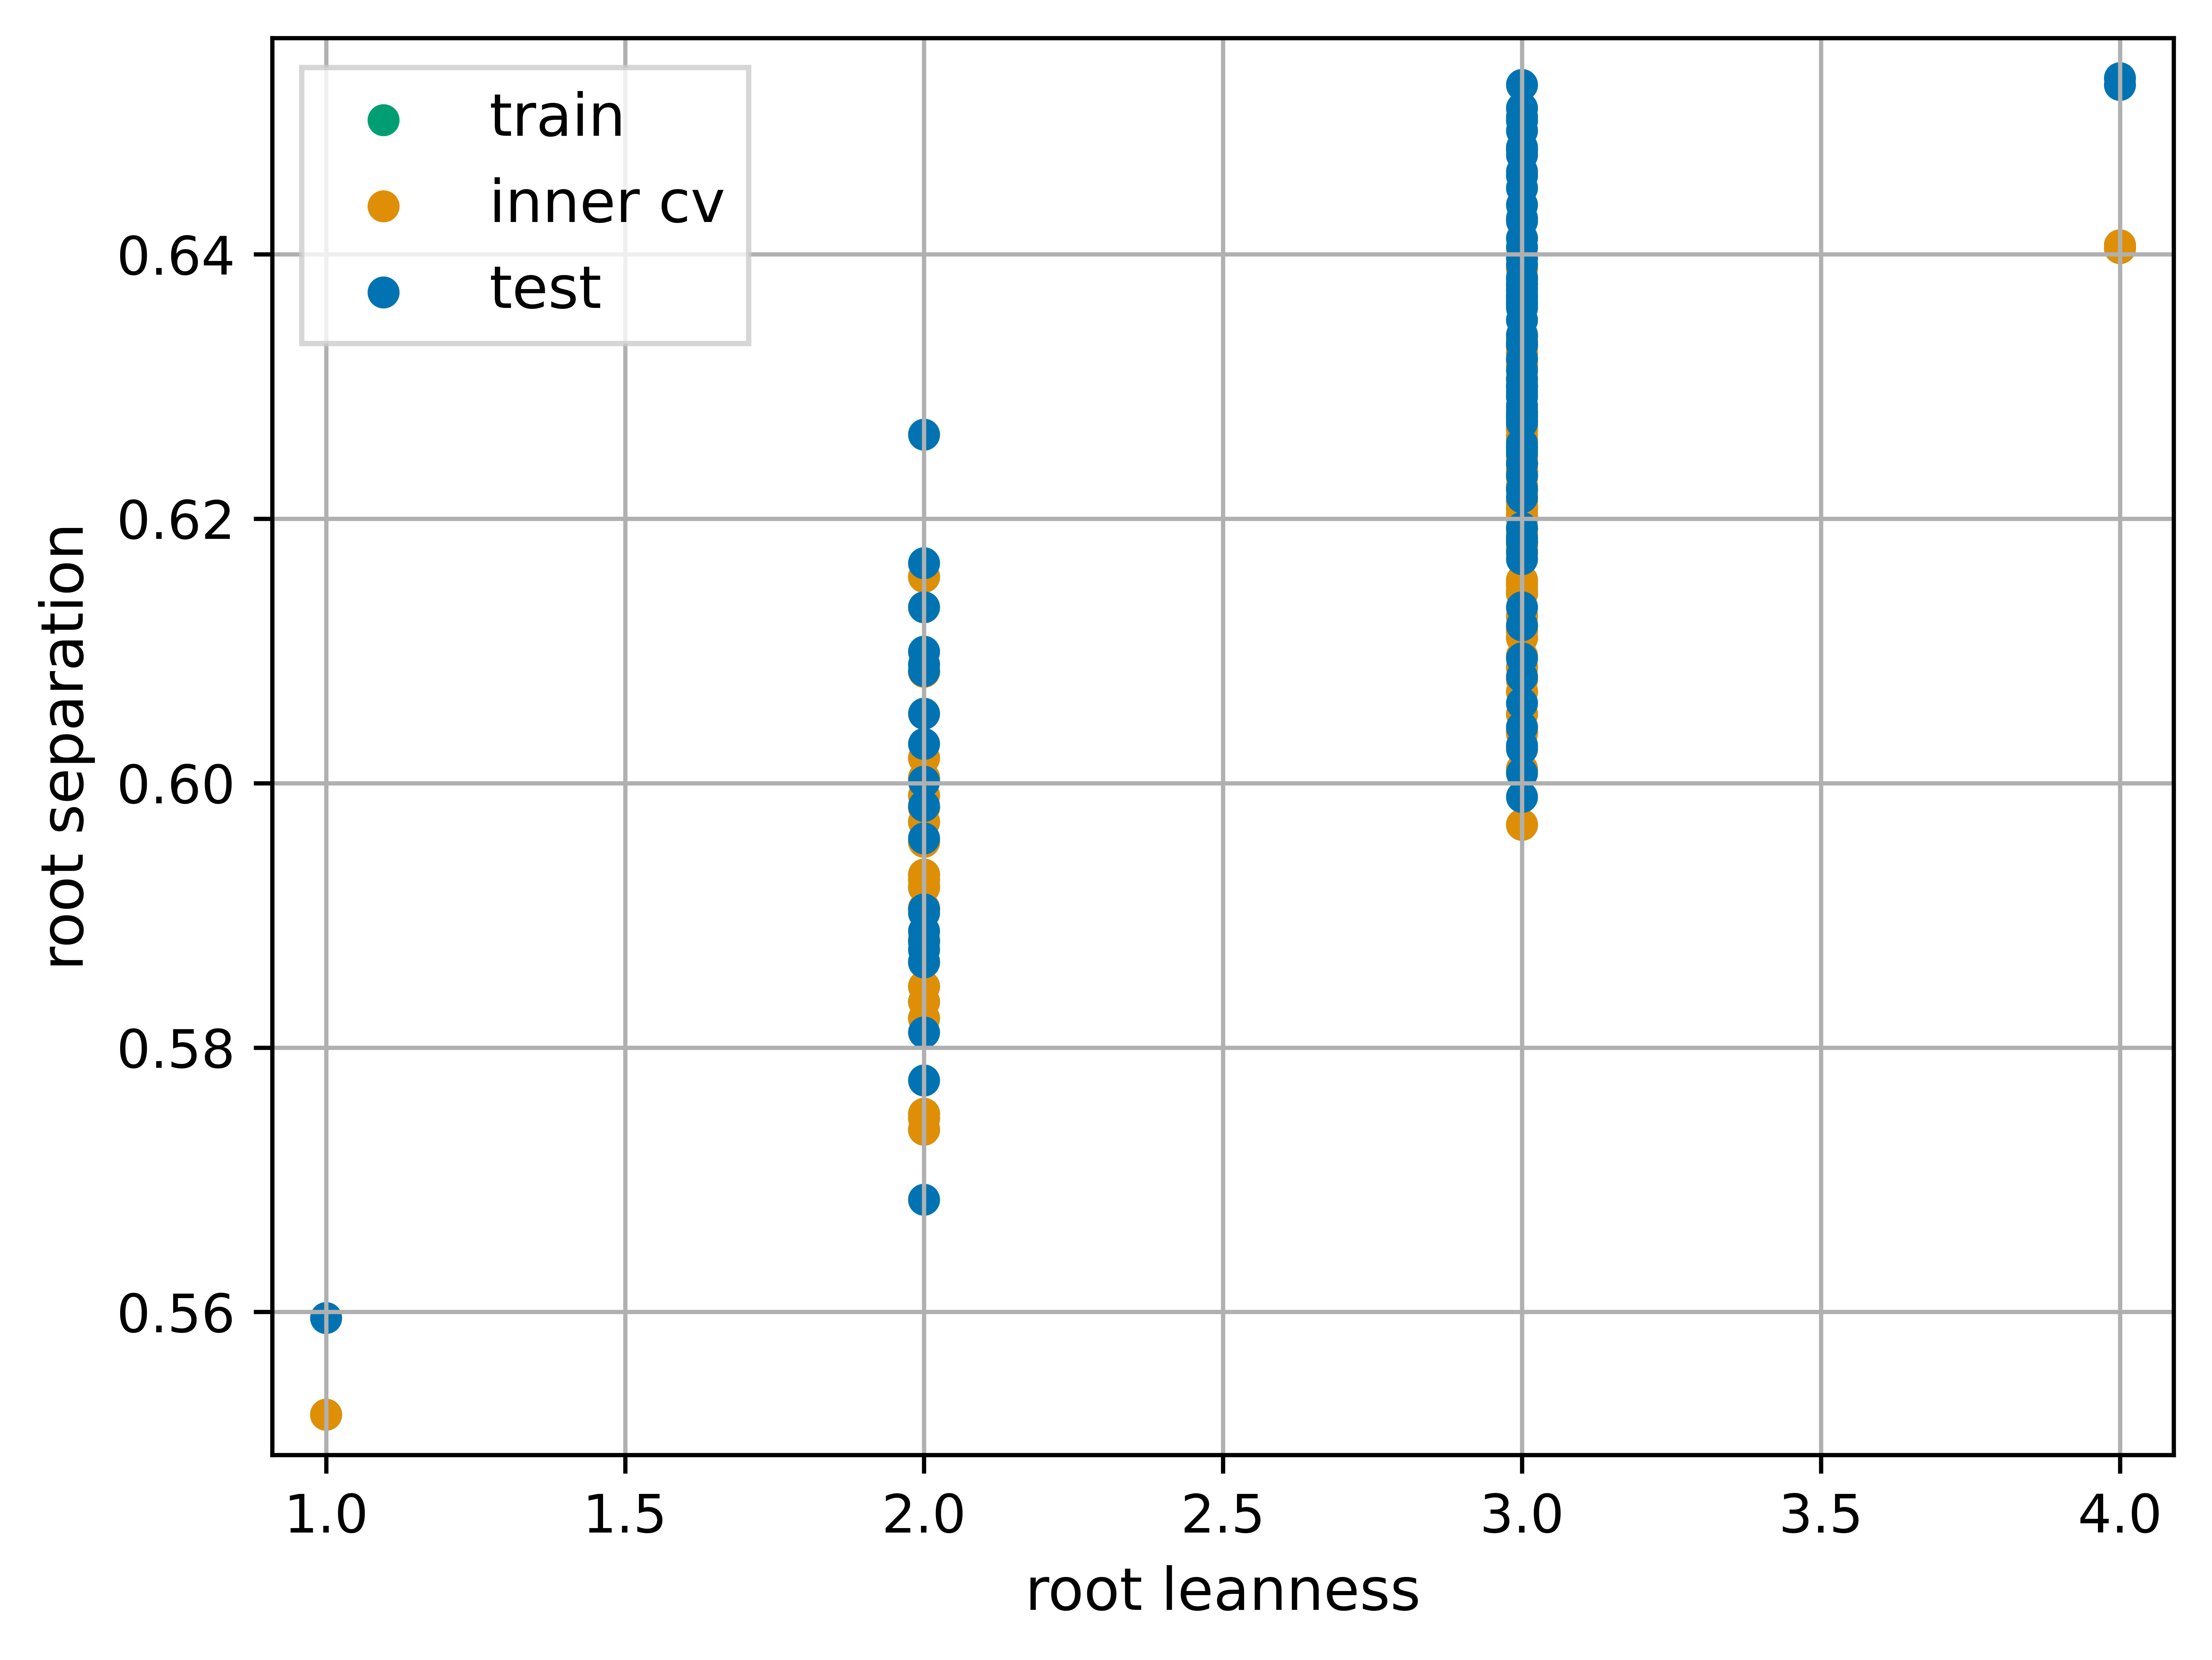 train
inner cv
test
0.64
0.62
0.60
0.58
0.56
root separation
1.0 1.5 2.0 2.5 3.0 3.5 4.0
root leanness